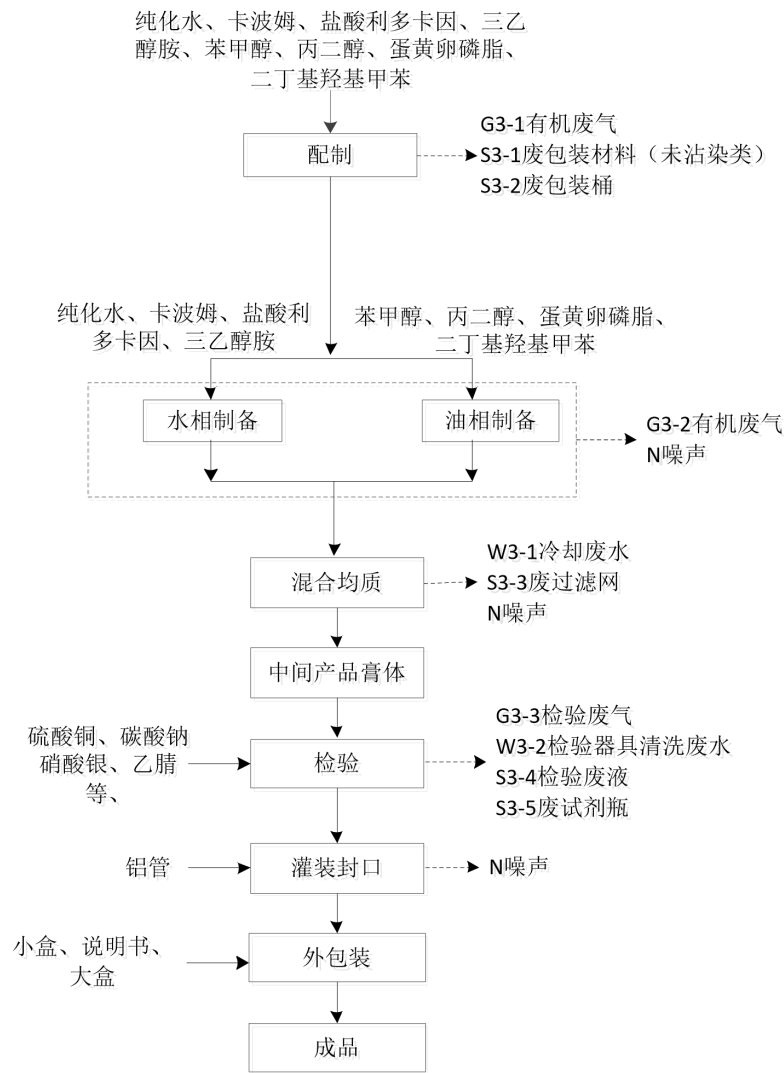 纯化水、卡波姆、盐酸利多卡因、三乙
醇胺、苯甲醇、丙二醇、蛋黄卵磷脂、
二丁基羟基甲苯
配制
G3-1有机废气
S3-1废包装材料（未沾染类）
S3-2废包装桶
纯化水、卡波姆、盐酸利
多卡因、三乙醇胺
苯甲醇、丙二醇、蛋黄卵磷脂、
二丁基羟基甲苯
水相制备
油相制备
G3-2有机废气
N噪声
混合均质
W3-1冷却废水
S3-3废过滤网
N噪声
中间产品膏体
硫酸铜、碳酸钠
硝酸银、乙腈
等、
检验
G3-3检验废气
W3-2检验器具清洗废水
S3-4检验废液
S3-5废试剂瓶
铝管
灌装封口
N噪声
小盒、说明书、
大盒
外包装
成品